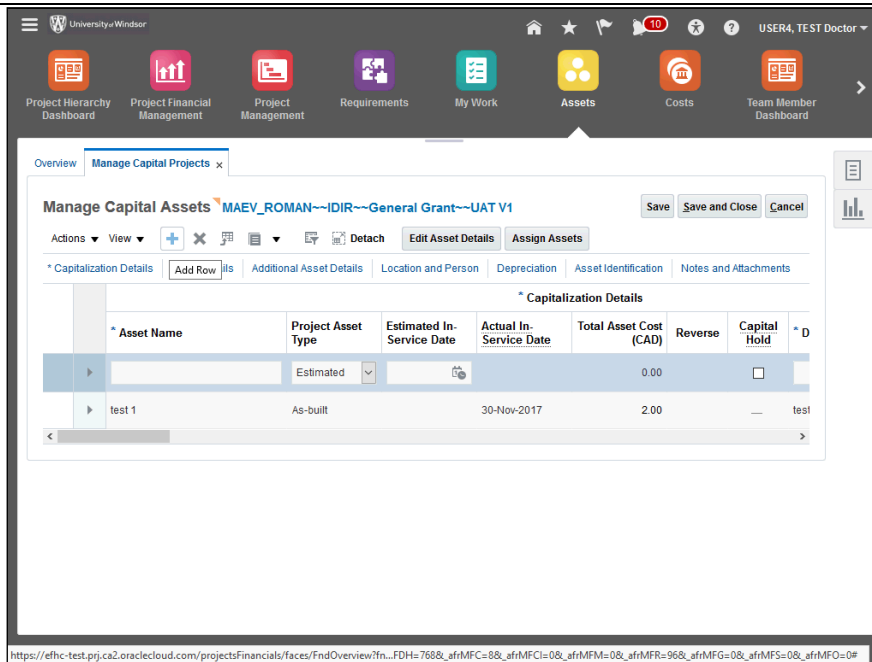 University of Windsor
10
USER4, TEST Doctor
Project Hierarchy Dashboard
Project Financial Management
Project Management
Requirements
My Work
Assets
Costs
Team Member Dashboard
Overview
Manage Capital Projects x
Manage Capital Assets MAEV_ROMAN~~IDIR~~General Grant~~UAT V1
Save Save and Close Cancel
Actions View Detach Edit Asset Details Assign Assets
* Capitalization Details Add Row ils Additional Asset Details Location and Person Depreciation Asset Identification Notes and Attachments
* Capitalization Details
* Asset Name Project Asset Type Estimated In-Service Date Actual In-Service Date Total Asset Cost (CAD) Reverse Capital Hold * D
Estimated 0.00
test 1 As-built 30-Nov-2017 2.00 test
https://efhc-test.prj.ca2.oraclecloud.com/projectsFinancials/faces/FndOverview?fn...FDH=768&_afrMFC=8&_afrMFCI=0&_afrMFM=0&_afrMFR=96&_afrMFG=0&_afrMFS=0&_afrMFO=0#